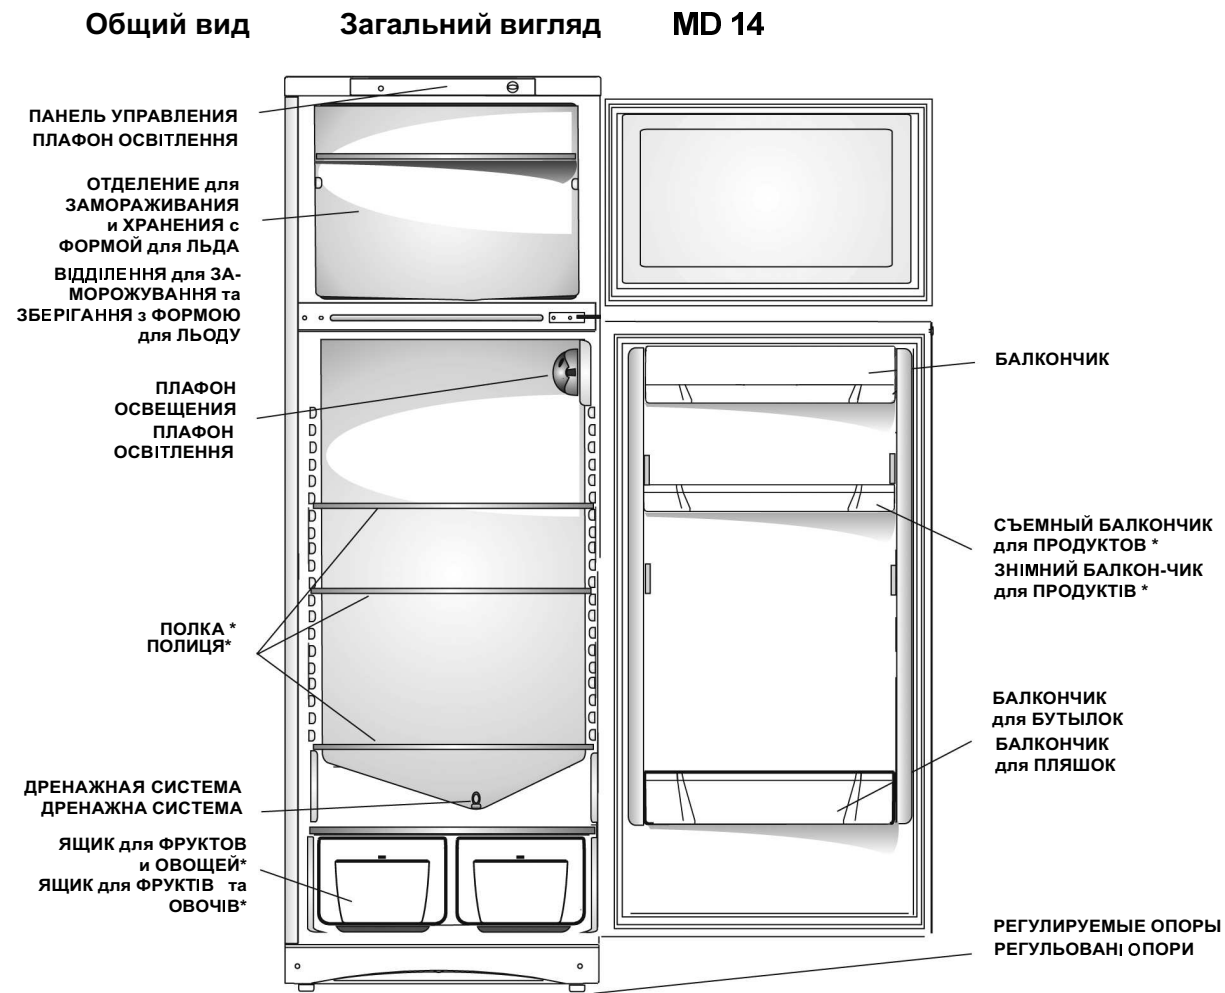 Общий вид Загальний вигляд MD 14
ПАНЕЛЬ УПРАВЛЕНИЯ
ПЛАФОН ОСВІТЛЕННЯ
ОТДЕЛЕНИЕ для
ЗАМОРАЖИВАНИЯ
и ХРАНЕНИЯ с
ФОРМОЙ для ЛЬДА
ВІДДІЛЕННЯ для ЗА-
МОРОЖУВАННЯ та
ЗБЕРІГАННЯ з ФОРМОЮ
для ЛЬОДУ
ПЛАФОН
ОСВЕЩЕНИЯ
ПЛАФОН
ОСВІТЛЕННЯ
ПОЛКА *
ПОЛИЦЯ*
ДРЕНАЖНАЯ СИСТЕМА
ДРЕНАЖНА СИСТЕМА
ЯЩИК для ФРУКТОВ
и ОВОЩЕЙ*
ЯЩИК для ФРУКТІВ та
ОВОЧІВ*
БАЛКОНЧИК
СЪЕМНЫЙ БАЛКОНЧИК
для ПРОДУКТОВ *
ЗНІМНИЙ БАЛКОН-ЧИК
для ПРОДУКТІВ *
БАЛКОНЧИК
для БУТЫЛОК
БАЛКОНЧИК
для ПЛЯШОК
РЕГУЛИРУЕМЫЕ ОПОРЫ
РЕГУЛЬОВАНІ ОПОРИ